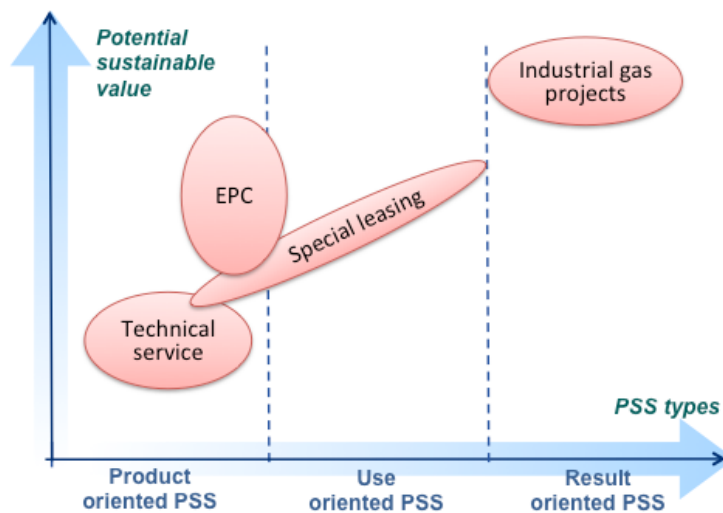 Potential
sustainable
value
Industrial gas
projects
EPC
Special leasing
Technical
service
PSS types
Product
oriented PSS
Use
oriented PSS
Result
oriented PSS